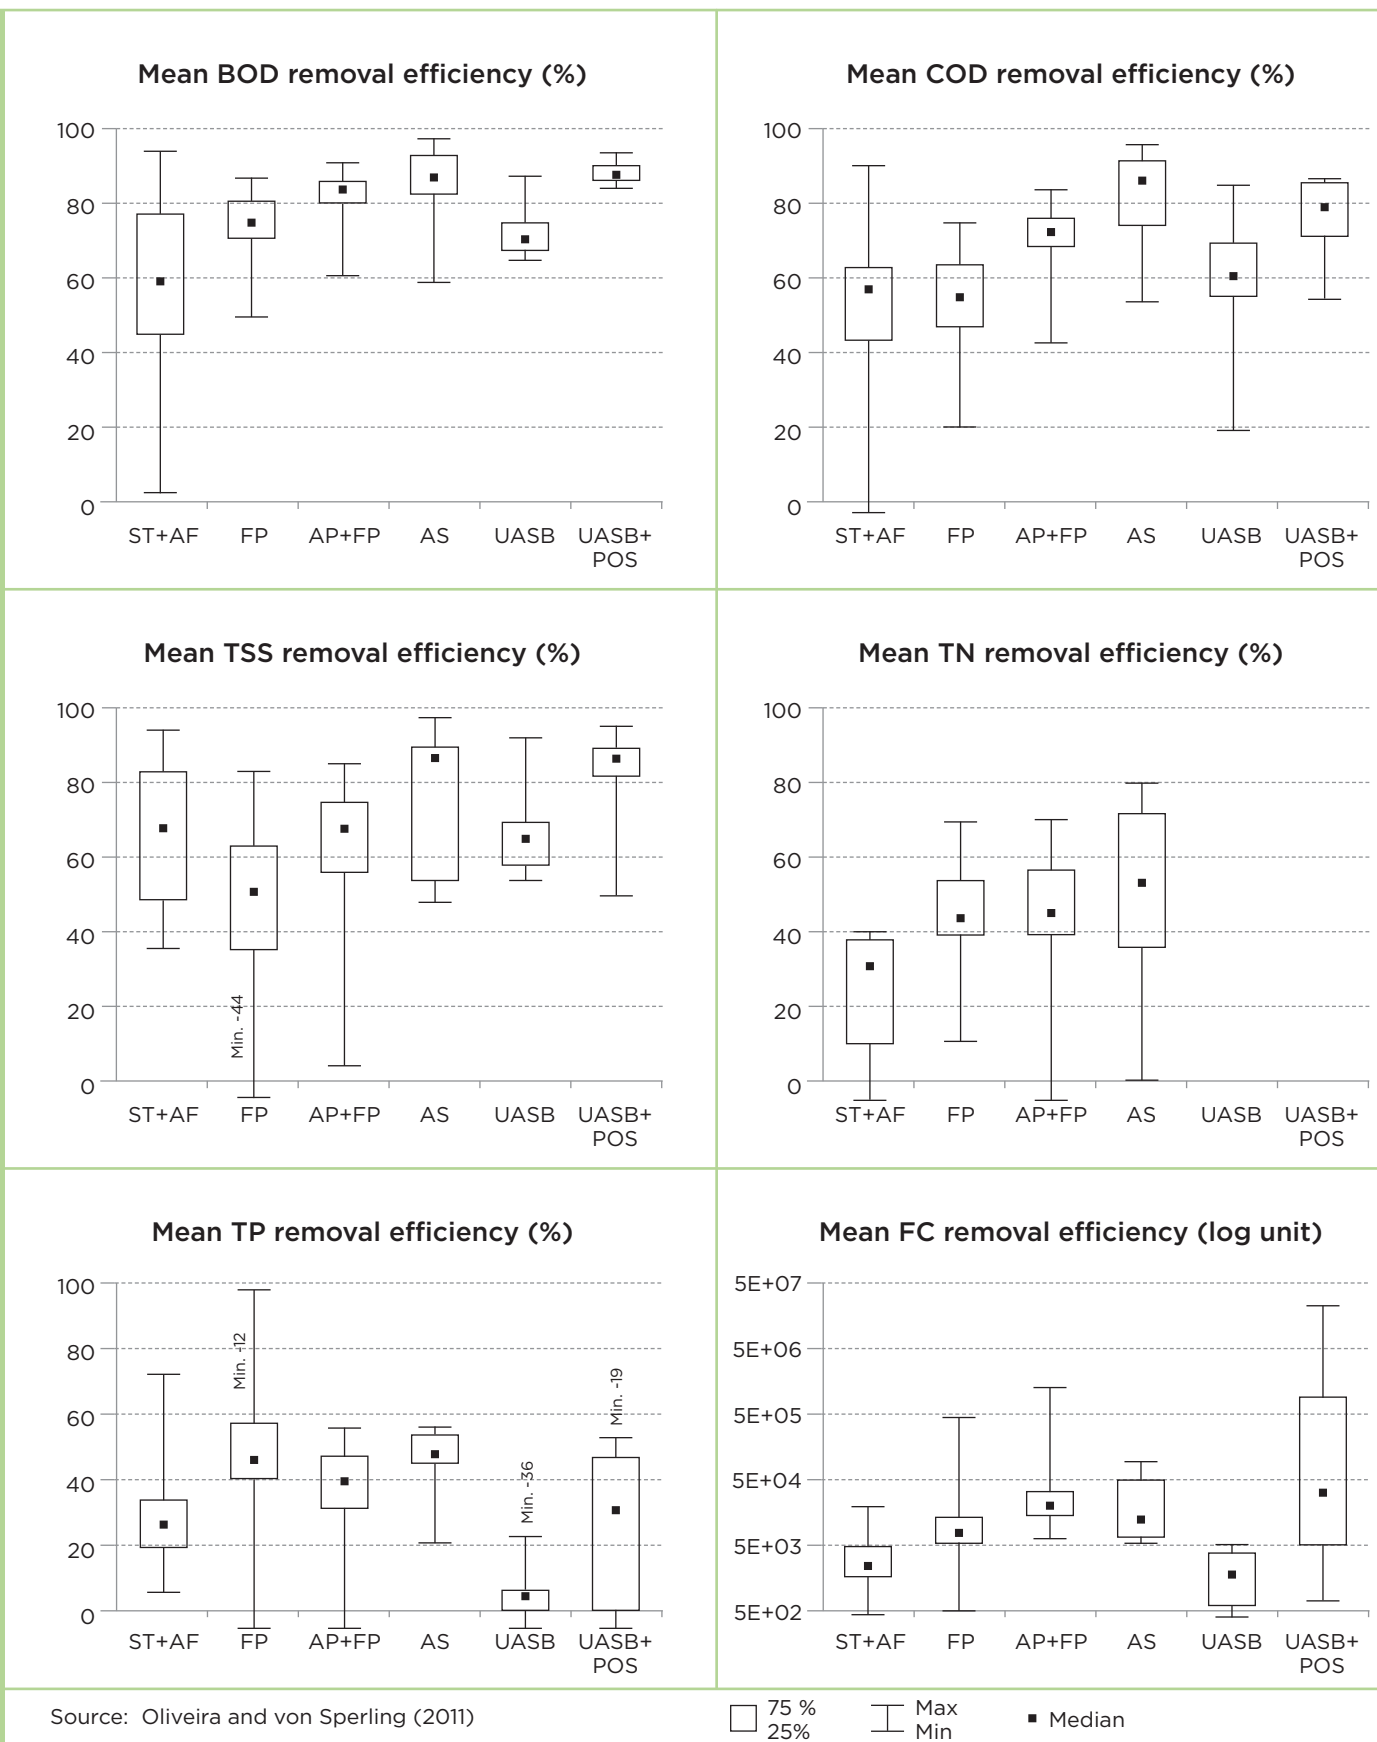 Mean BOD removal efficiency (%)
100
80
60
40
20
0
ST+AF FP AP+FP AS UASB UASB+
POS
Mean COD removal efficiency (%)
100
80
60
40
20
0
ST+AF FP AP+FP AS UASB UASB+
POS
Mean TSS removal efficiency (%)
100
80
60
40
20
0
Min. -44
ST+AF FP AP+FP AS UASB UASB+
POS
Mean TN removal efficiency (%)
100
80
60
40
20
0
ST+AF FP AP+FP AS UASB UASB+
POS
Mean TP removal efficiency (%)
100
80
60
40
20
0
Min. -12
Min. -36
Min. -19
ST+AF FP AP+FP AS UASB UASB+
POS
Mean FC removal efficiency (log unit)
5E+07
5E+06
5E+05
5E+04
5E+03
5E+02
ST+AF FP AP+FP AS UASB UASB+
POS
Source: Oliveira and von Sperling (2011)
75 %
25%
Max
Min
Median